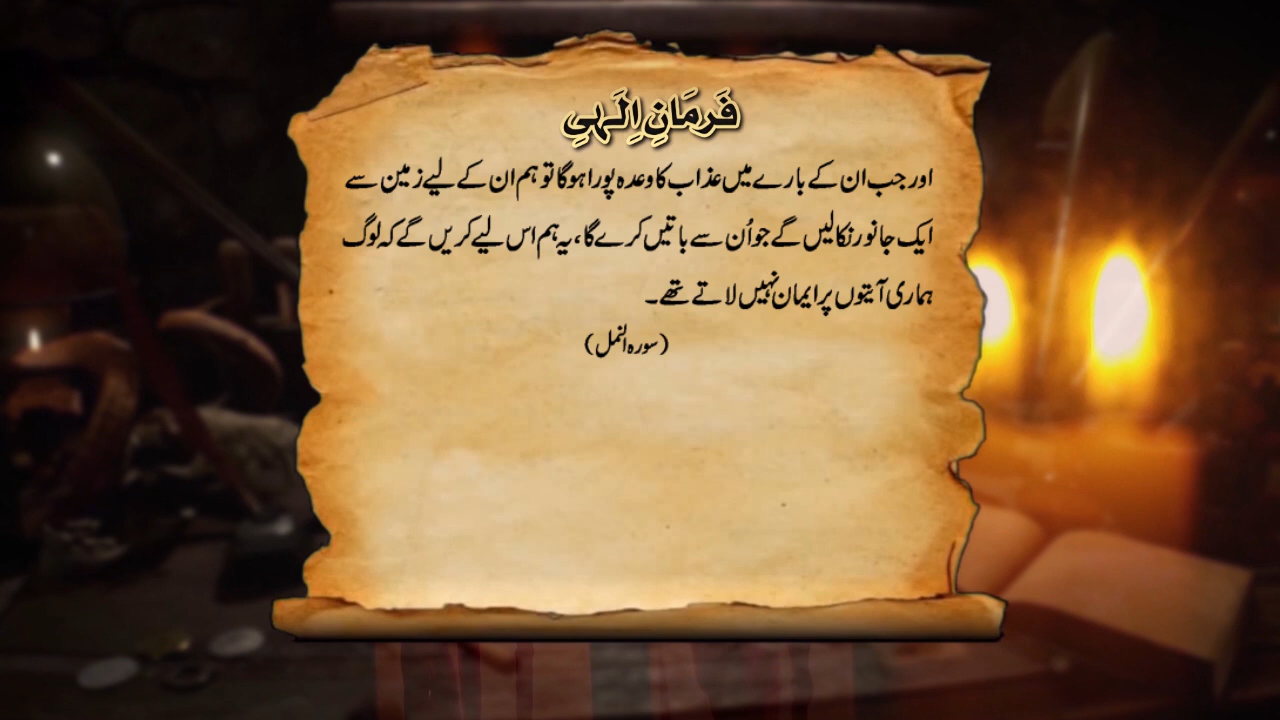 فَرمَانِ اِلَہٰیِ
اور جب ان کے بارے میں عذاب کا وعدہ پورا ہوگا تو ہم ان کے لیے زمین سے
ایک جانور نکالیں گے جو اُن سے باتیں کرے گا، یہ ہم اس لیے کریں گے کہ لوگ
ہماری آیتوں پر ایمان نہیں لاتے تھے۔
(سورہ النمل)